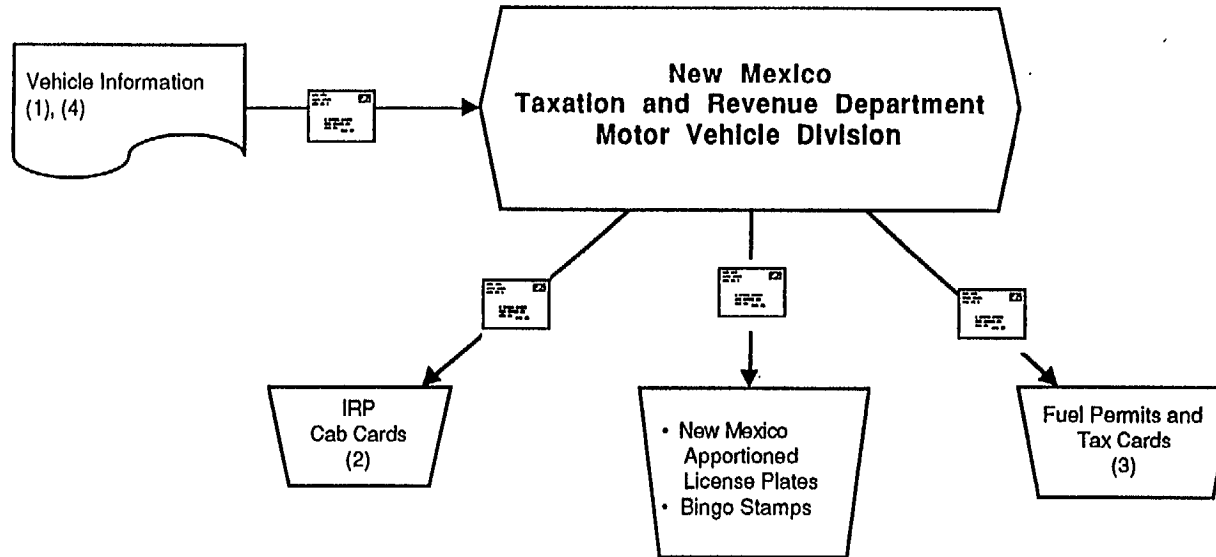 Vehicle Information
(1), (4)
New Mexico
Taxation and Revenue Department
Motor Vehicle Division
IRP
Cab Cards
(2)
• New Mexico
Apportioned
License Plates
• Bingo Stamps
Fuel Permits and
Tax Cards
(3)